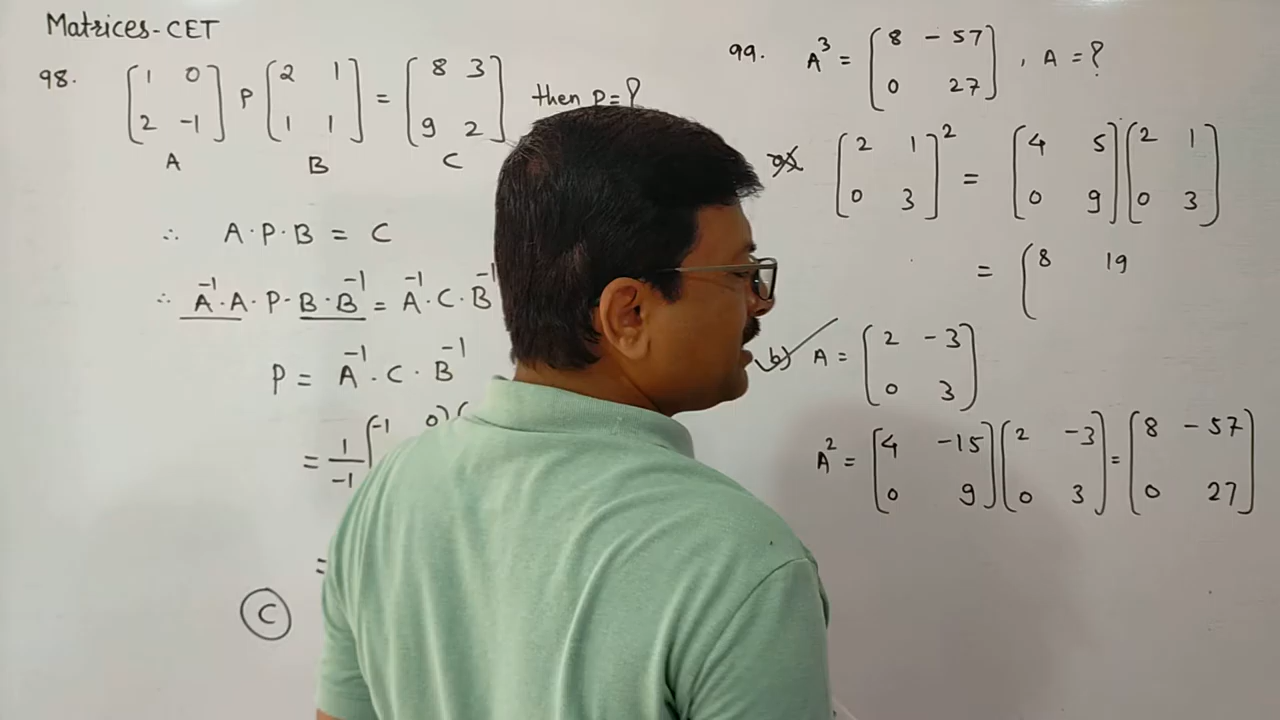 Matrices-CET
98. [1 0 2 -1] P [2 1 1 1] = [8 3 9 2] then P=?
A B C
∴ A·P·B = C
∴ A⁻¹·A·P·B·B⁻¹ = A⁻¹·C·B⁻¹
P = A⁻¹·C·B⁻¹
= 1/-1 [-1 0
=
C
99. A³ = [8 -57 0 27], A = ?
a) [2 1 0 3]² = [4 5 0 9] [2 1 0 3]
= [8 19
b) A = [2 -3 0 3]
A² = [4 -15 0 9] [2 -3 0 3] = [8 -57 0 27]